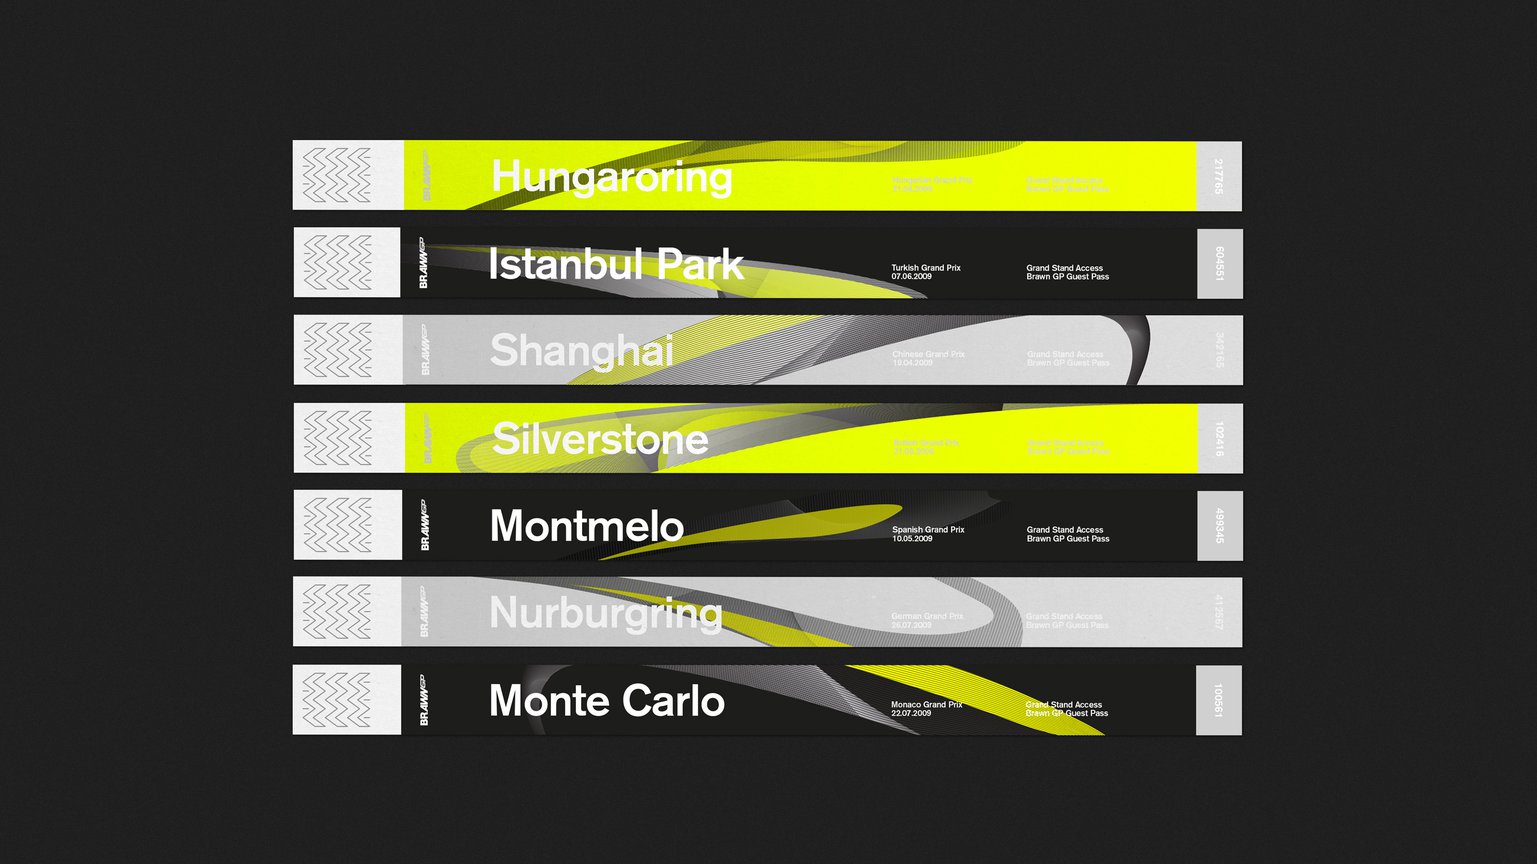 BRAWNGP
Hungaroring
Hungarian Grand Prix
Grand Stand Access
Brawn GP Guest Pass
217765
BRAWNGP
Istanbul Park
Turkish Grand Prix
07.06.2009
Grand Stand Access
Brawn GP Guest Pass
604551
BRAWNGP
Shanghai
Chinese Grand Prix
19.04.2009
Grand Stand Access
Brawn GP Guest Pass
342165
BRAWNGP
Silverstone
British Grand Prix
Grand Stand Access
Brawn GP Guest Pass
102416
BRAWNGP
Montmelo
Spanish Grand Prix
10.05.2009
Grand Stand Access
Brawn GP Guest Pass
499345
BRAWNGP
Nurburgring
German Grand Prix
26.07.2009
Grand Stand Access
Brawn GP Guest Pass
412567
BRAWNGP
Monte Carlo
Monaco Grand Prix
22.07.2009
Grand Stand Access
Brawn GP Guest Pass
100561